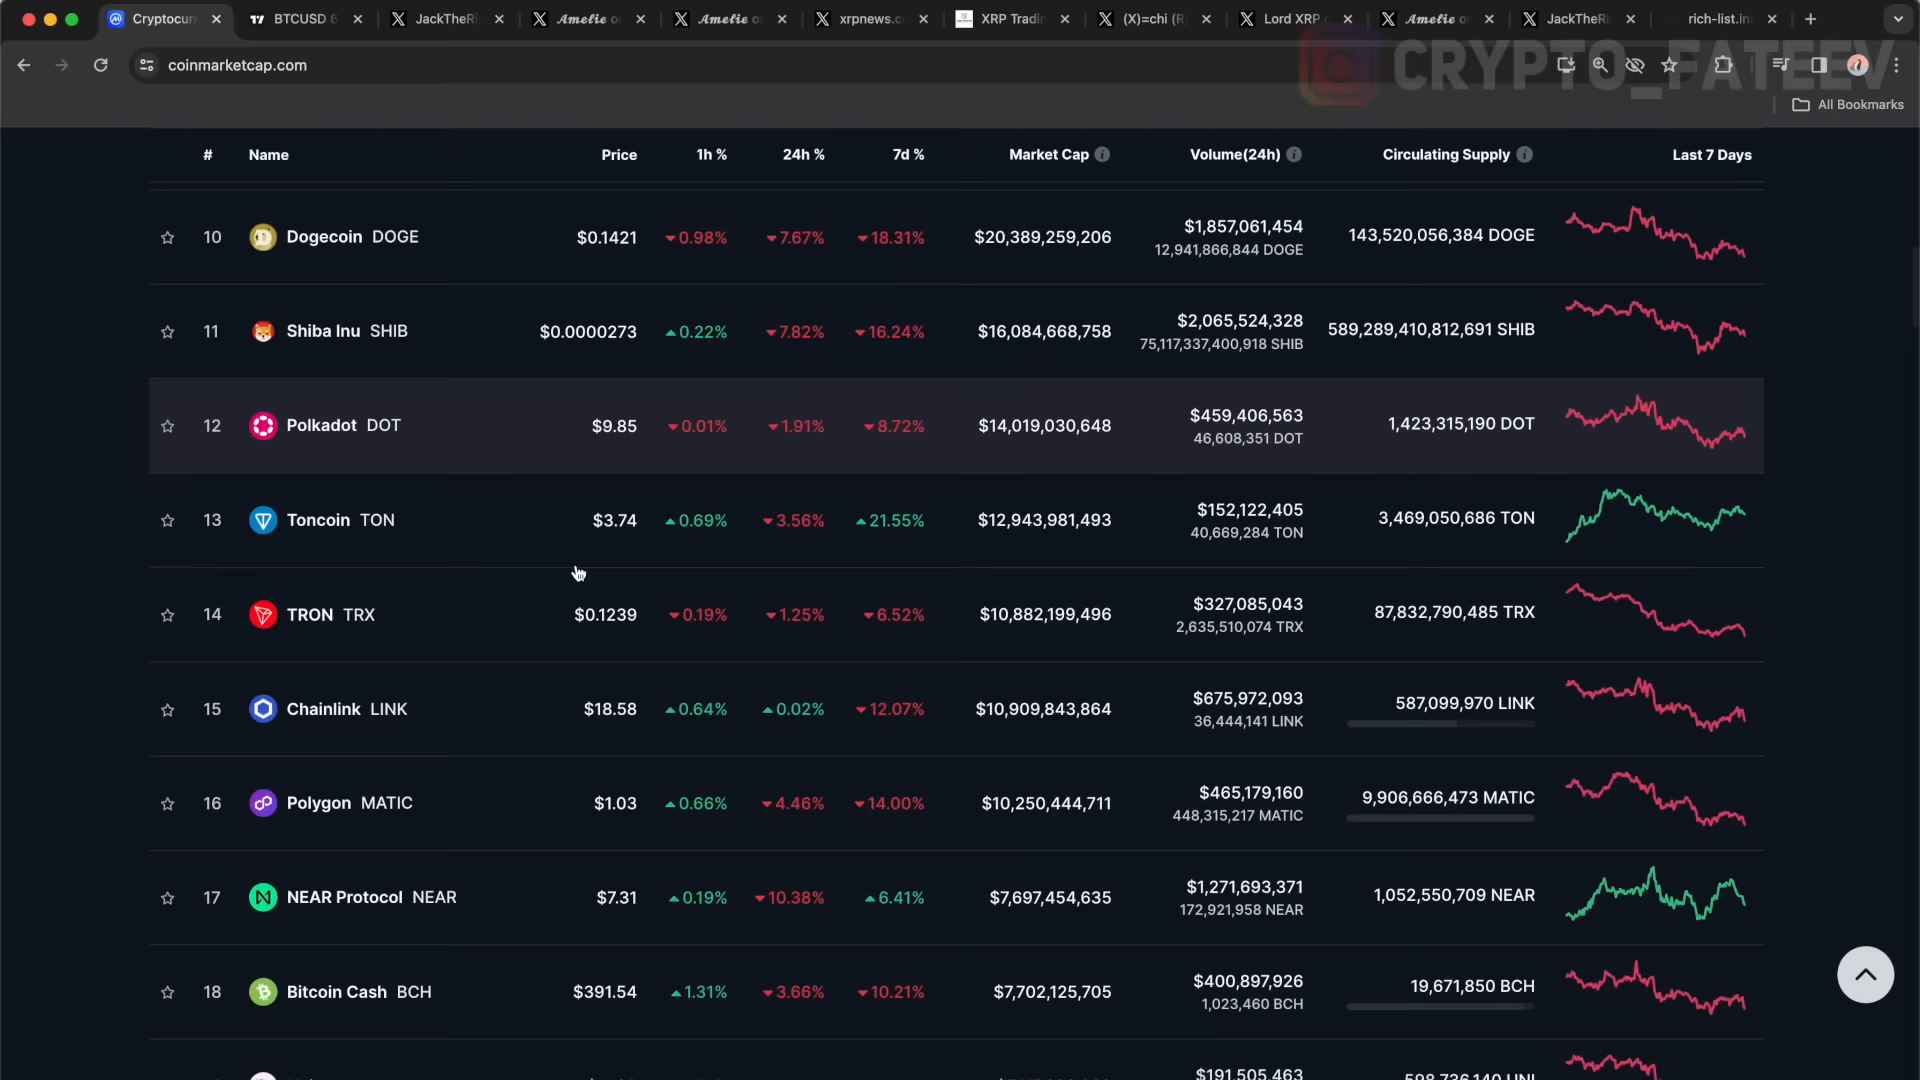 Cryptocurr
BTCUSD 6
JackTheRi
𝓐𝓶𝓮𝓵𝓲𝓮 o
𝓐𝓶𝓮𝓵𝓲𝓮 o
xrpnews.c
XRP Tradin
(X)=chi (R
Lord XRP
𝓐𝓶𝓮𝓵𝓲𝓮 o
JackTheRi
rich-list.in
coinmarketcap.com
CRYPTO_FATEEV
All Bookmarks
# Name Price 1h % 24h % 7d % Market Cap Volume(24h) Circulating Supply Last 7 Days
10 Dogecoin DOGE $0.1421 0.98% 7.67% 18.31% $20,389,259,206 $1,857,061,454 143,520,056,384 DOGE
12,941,866,844 DOGE
11 Shiba Inu SHIB $0.0000273 0.22% 7.82% 16.24% $16,084,668,758 $2,065,524,328 589,289,410,812,691 SHIB
75,117,337,400,918 SHIB
12 Polkadot DOT $9.85 0.01% 1.91% 8.72% $14,019,030,648 $459,406,563 1,423,315,190 DOT
46,608,351 DOT
13 Toncoin TON $3.74 0.69% 3.56% 21.55% $12,943,981,493 $152,122,405 3,469,050,686 TON
40,669,284 TON
14 TRON TRX $0.1239 0.19% 1.25% 6.52% $10,882,199,496 $327,085,043 87,832,790,485 TRX
2,635,510,074 TRX
15 Chainlink LINK $18.58 0.64% 0.02% 12.07% $10,909,843,864 $675,972,093 587,099,970 LINK
36,444,141 LINK
16 Polygon MATIC $1.03 0.66% 4.46% 14.00% $10,250,444,711 $465,179,160 9,906,666,473 MATIC
448,315,217 MATIC
17 NEAR Protocol NEAR $7.31 0.19% 10.38% 6.41% $7,697,454,635 $1,271,693,371 1,052,550,709 NEAR
172,921,958 NEAR
18 Bitcoin Cash BCH $391.54 1.31% 3.66% 10.21% $7,702,125,705 $400,897,926 19,671,850 BCH
1,023,460 BCH
$191,505,463 598,736,140 UNI